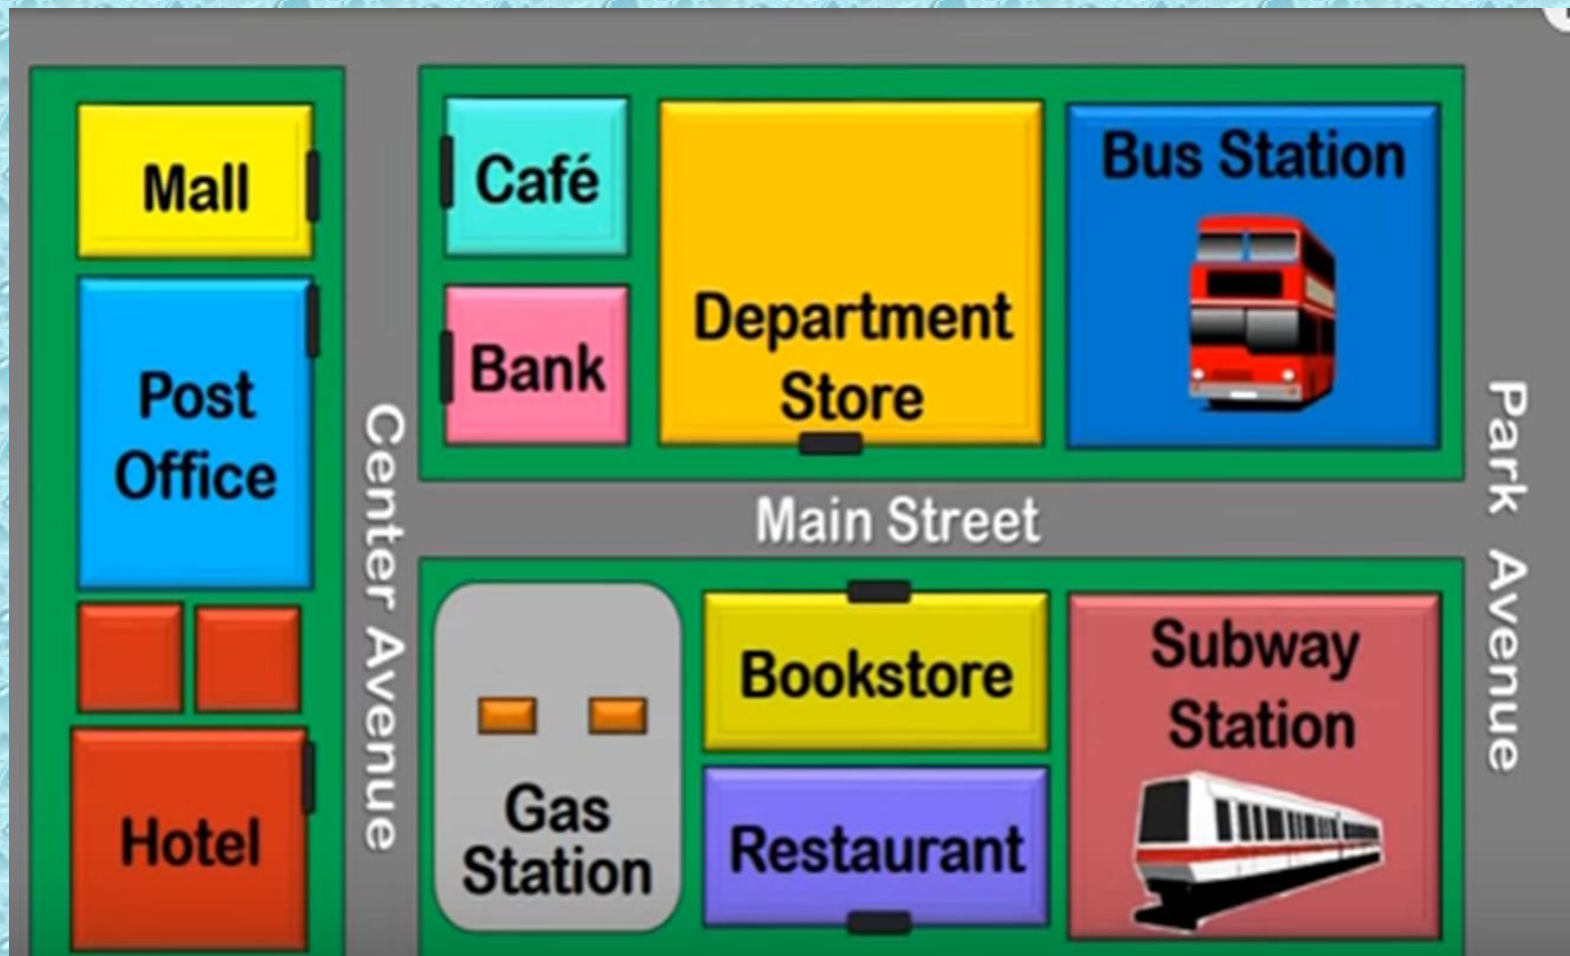 Mall
Café
Bus Station
Department
Store
Bank
Post
Office
Center Avenue
Main Street
Park Avenue
Bookstore
Subway
Station
Gas
Station
Restaurant
Hotel